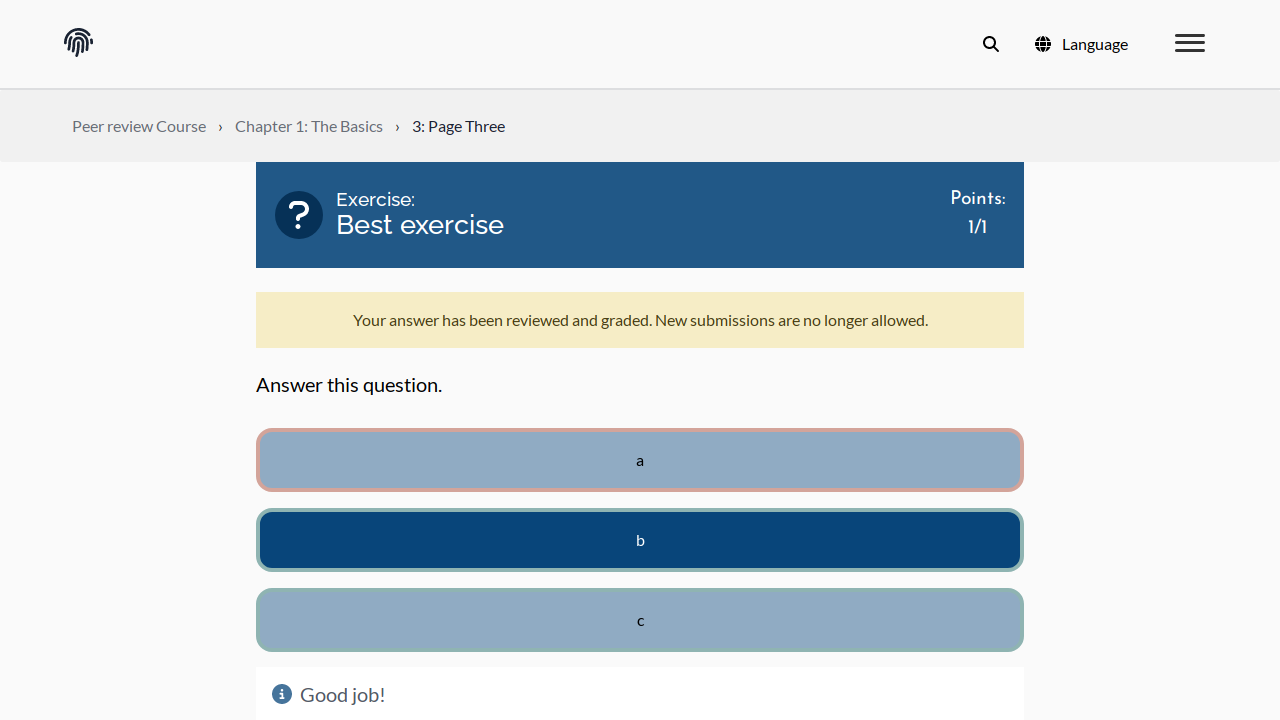 Language
Peer review Course › Chapter 1: The Basics › 3: Page Three
Exercise:
Best exercise
Points:
1/1
Your answer has been reviewed and graded. New submissions are no longer allowed.
Answer this question.
a
b
c
Good job!